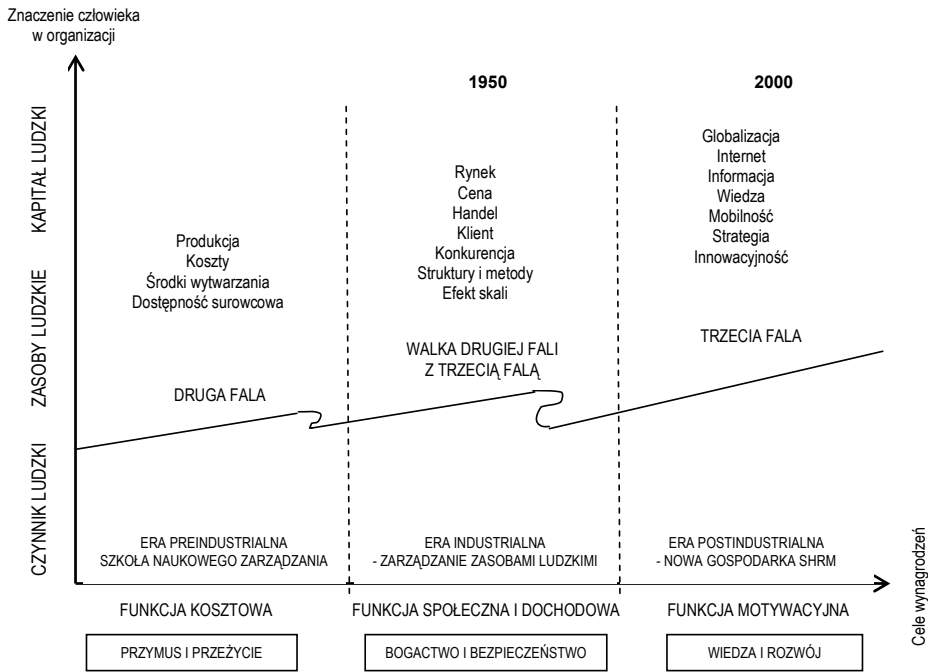 Znaczenie człowieka
w organizacji
KAPITAŁ LUDZKI
ZASOBY LUDZKIE
CZYNNIK LUDZKI
1950
2000
Produkcja
Koszty
Środki wytwarzania
Dostępność surowcowa
Rynek
Cena
Handel
Klient
Konkurencja
Struktury i metody
Efekt skali
Globalizacja
Internet
Informacja
Wiedza
Mobilność
Strategia
Innowacyjność
DRUGA FALA
WALKA DRUGIEJ FALI
Z TRZECIĄ FALĄ
TRZECIA FALA
ERA PREINDUSTRIALNA
SZKOŁA NAUKOWEGO ZARZĄDZANIA
ERA INDUSTRIALNA
- ZARZĄDZANIE ZASOBAMI LUDZKIMI
ERA POSTINDUSTRIALNA
- NOWA GOSPODARKA SHRM
Cele wynagrodzeń
FUNKCJA KOSZTOWA
FUNKCJA SPOŁECZNA I DOCHODOWA
FUNKCJA MOTYWACYJNA
PRZYMUS I PRZEŻYCIE
BOGACTWO I BEZPIECZEŃSTWO
WIEDZA I ROZWÓJ